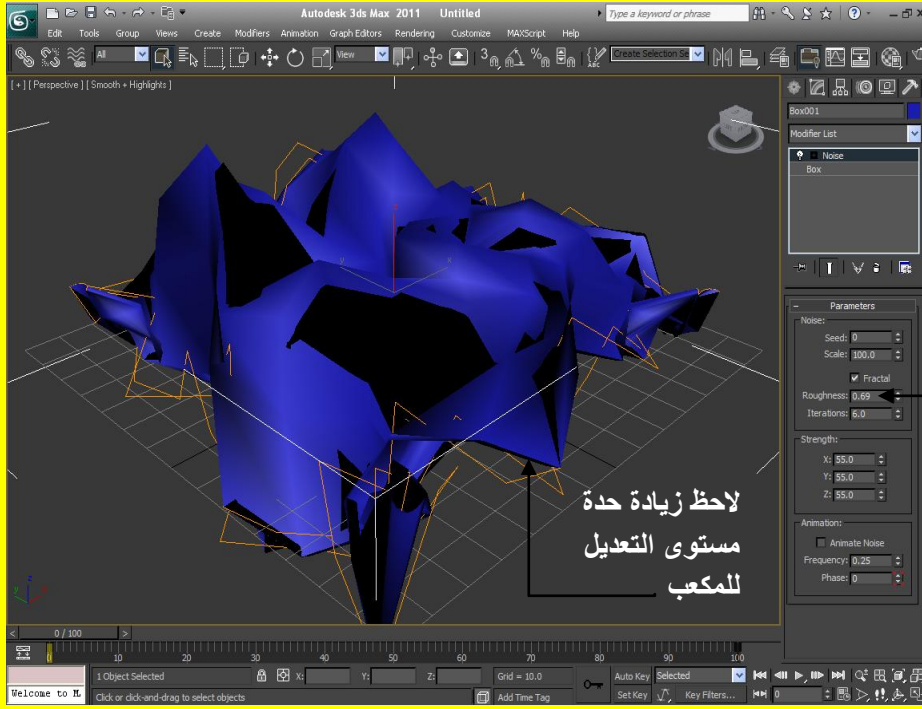 Autodesk 3ds Max 2011 Untitled
Type a keyword or phrase
Edit Tools Group Views Create Modifiers Animation Graph Editors Rendering Customize MAXScript Help
All View 3 Create Selection Se
[ + ] [ Perspective ] [ Smooth + Highlights ]
Box001
Modifier List
Noise
Box
Parameters
Noise:
Seed: 0
Scale: 100.0
Fractal
Roughness: 0.69
Iterations: 6.0
Strength:
X: 55.0
Y: 55.0
Z: 55.0
Animation:
Animate Noise
Frequency: 0.25
Phase: 0
z
y
x
لاحظ زيادة حدة
مستوى التعديل
للمكعب
< 0 / 100 >
0 10 20 30 40 50 60 70 80 90 100
1 Object Selected X: Y: Z: Grid = 10.0 Auto Key Selected
Welcome to M Click or click-and-drag to select objects Add Time Tag Set Key Key Filters... 0